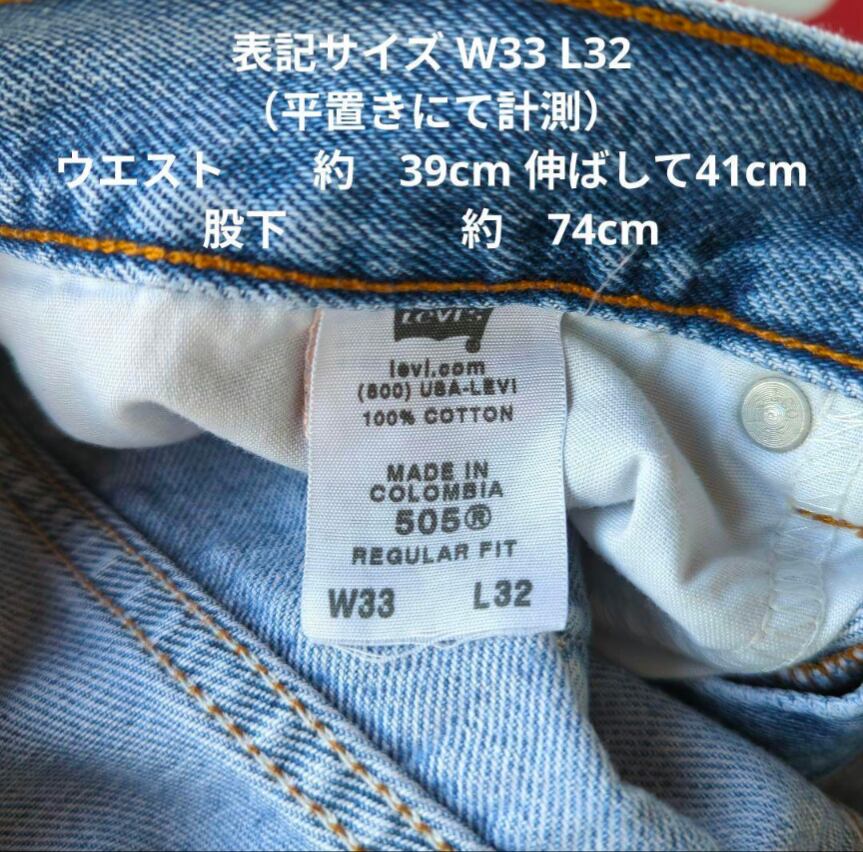 表記サイズ W33 L32
（平置きにて計測）
ウエスト　　約　39cm 伸ばして41cm
股下　　　　約　74cm
Levi's
levi.com
(800) USA-LEVI
100% COTTON
MADE IN
COLOMBIA
505®
REGULAR FIT
W33 L32